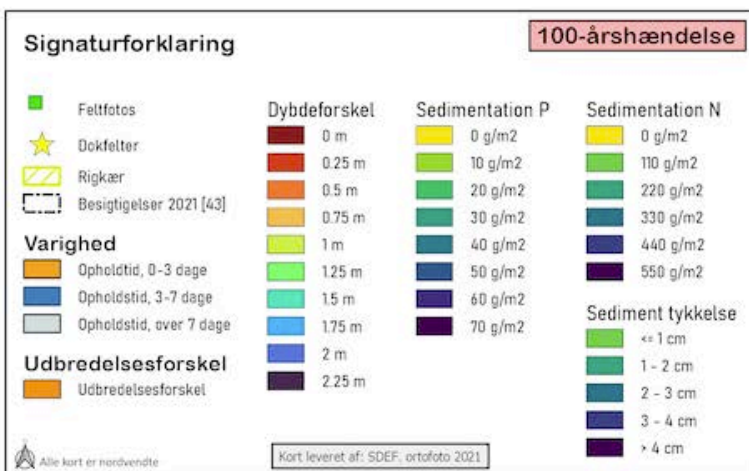 Signaturforklaring
100-årshændelse
Feltfotos
Dokfelter
Rigkær
Besigtigelser 2021 [43]
Varighed
Opholdtid, 0-3 dage
Opholdstid, 3-7 dage
Opholdstid, over 7 dage
Udbredelsesforskel
Udbredelsesforskel
Dybdeforskel
0 m
0.25 m
0.5 m
0.75 m
1 m
1.25 m
1.5 m
1.75 m
2 m
2.25 m
Sedimentation P
0 g/m2
10 g/m2
20 g/m2
30 g/m2
40 g/m2
50 g/m2
60 g/m2
70 g/m2
Sedimentation N
0 g/m2
110 g/m2
220 g/m2
330 g/m2
440 g/m2
550 g/m2
Sediment tykkelse
<= 1 cm
1 - 2 cm
2 - 3 cm
3 - 4 cm
> 4 cm
Alle kort er nordvendte
Kort leveret af: SDEF. ortofoto 2021